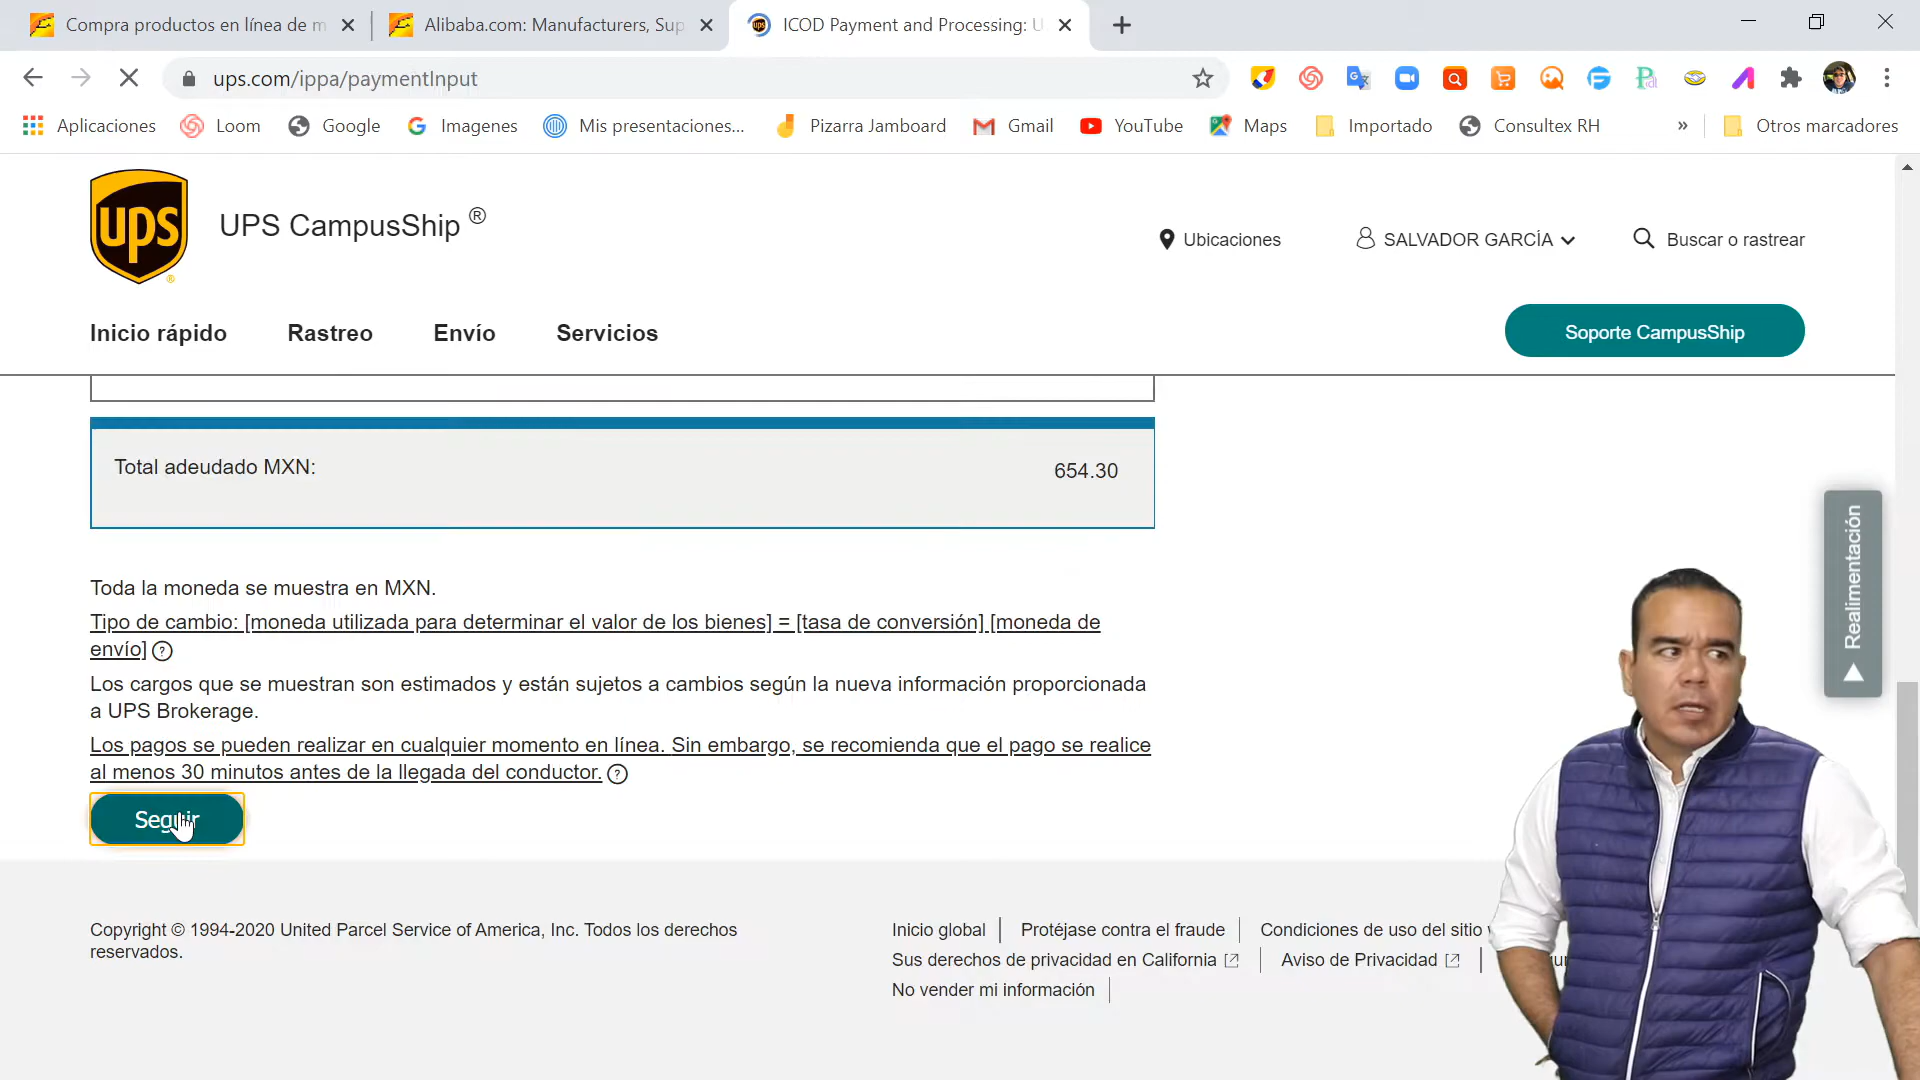 Compra productos en línea de m
Alibaba.com: Manufacturers, Sup
ICOD Payment and Processing: U
ups.com/ippa/paymentInput
Aplicaciones
Loom
Google
Imagenes
Mis presentaciones...
Pizarra Jamboard
Gmail
YouTube
Maps
Importado
Consultex RH
»
Otros marcadores
ups
UPS CampusShip ®
Ubicaciones
SALVADOR GARCÍA
Buscar o rastrear
Inicio rápido
Rastreo
Envío
Servicios
Soporte CampusShip
Total adeudado MXN:
654.30
Realimentación
Toda la moneda se muestra en MXN.
Tipo de cambio: [moneda utilizada para determinar el valor de los bienes] = [tasa de conversión] [moneda de
envío] ?
Los cargos que se muestran son estimados y están sujetos a cambios según la nueva información proporcionada
a UPS Brokerage.
Los pagos se pueden realizar en cualquier momento en línea. Sin embargo, se recomienda que el pago se realice
al menos 30 minutos antes de la llegada del conductor. ?
Seguir
Copyright © 1994-2020 United Parcel Service of America, Inc. Todos los derechos
reservados.
Inicio global
Protéjase contra el fraude
Condiciones de uso del sitio
Sus derechos de privacidad en California
Aviso de Privacidad
No vender mi información